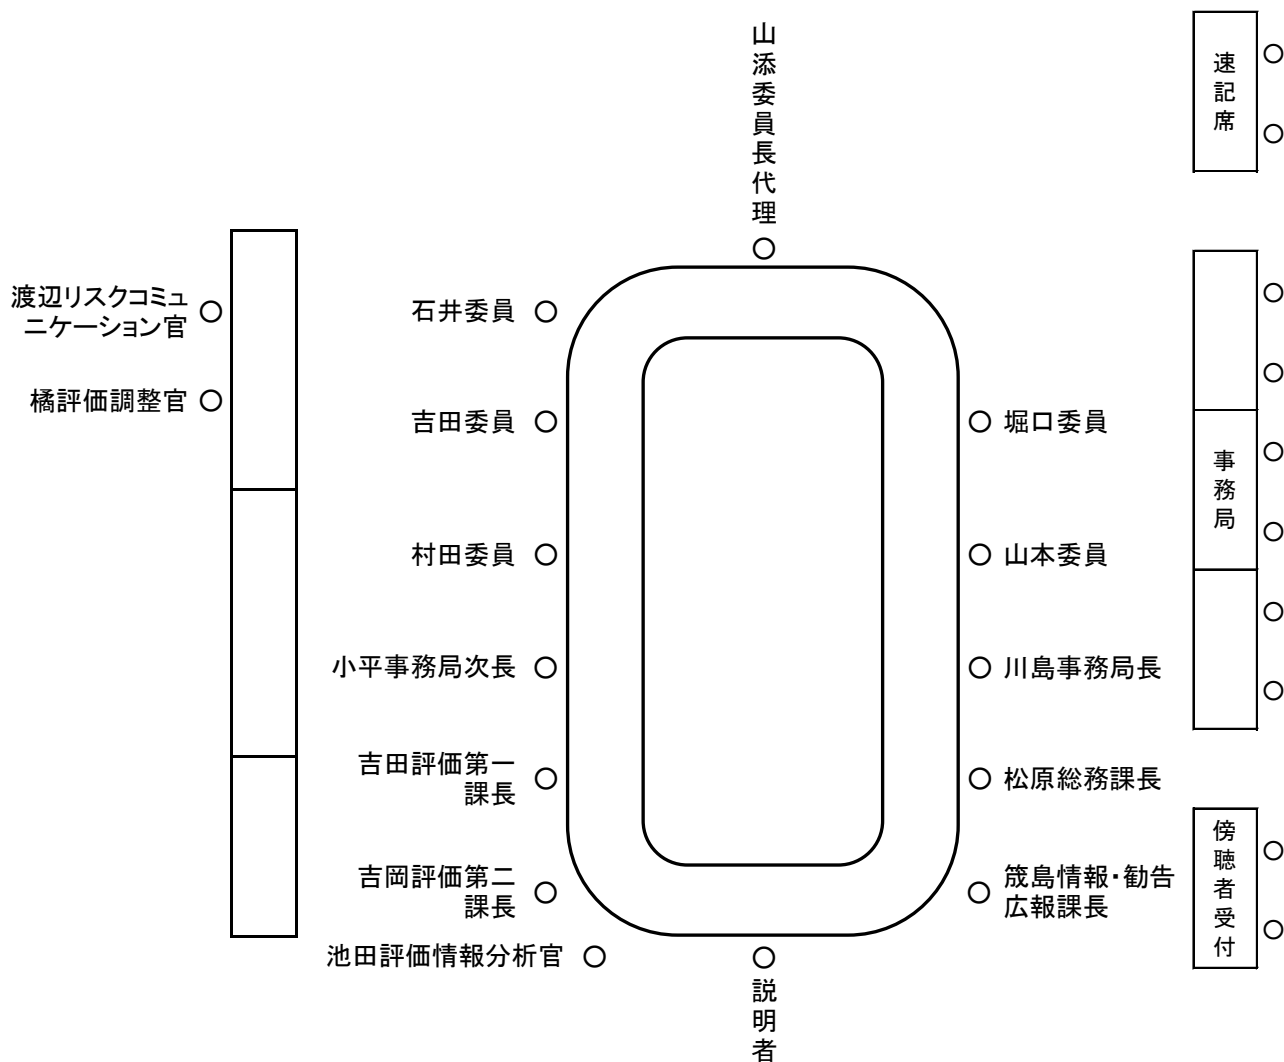 山添委員長代理
速記席
渡辺リスクコミュ
ニケーション官
橘評価調整官
石井委員
吉田委員
村田委員
小平事務局次長
吉田評価第一
課長
吉岡評価第二
課長
池田評価情報分析官
説明者
堀口委員
山本委員
川島事務局長
松原総務課長
筬島情報・勧告
広報課長
事務局
傍聴者受付